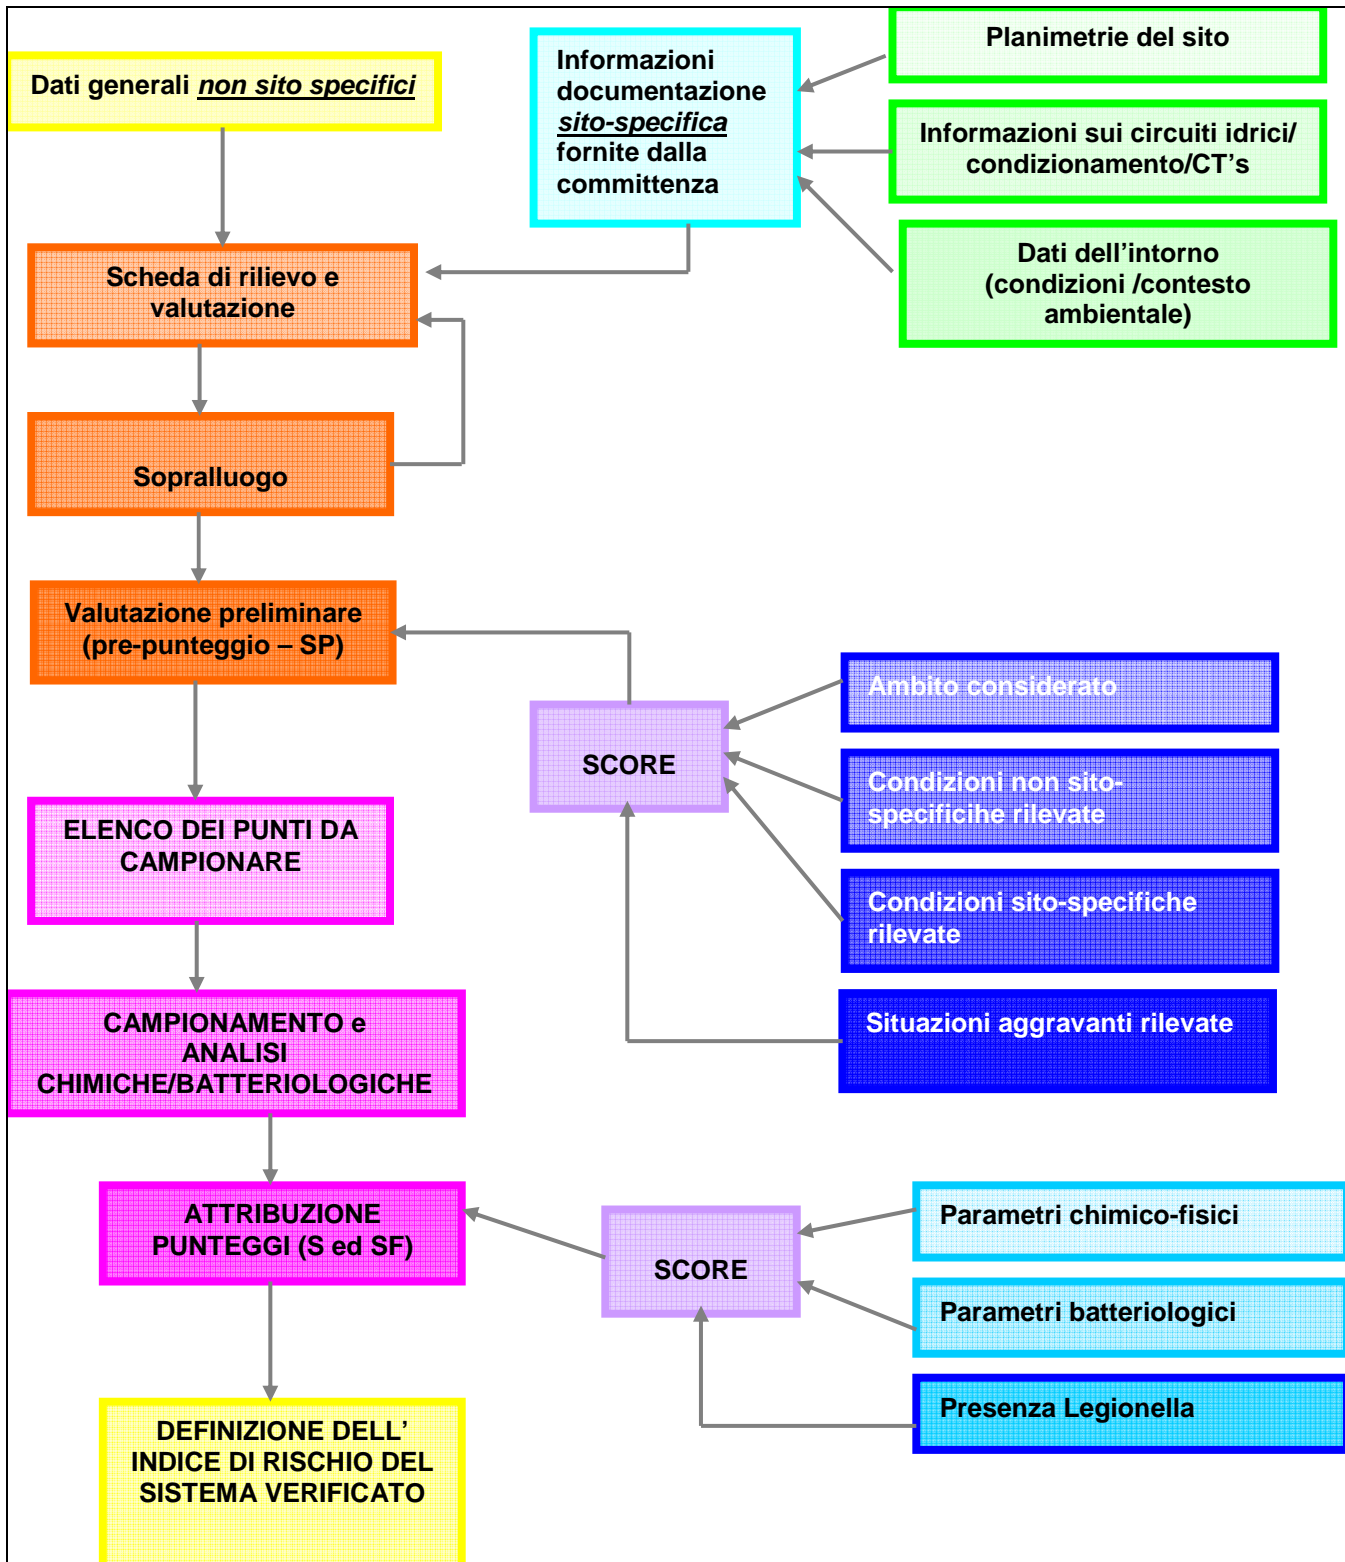 Dati generali non sito specifici
Informazioni
documentazione
sito-specifica
fornite dalla
committenza
Planimetrie del sito
Informazioni sui circuiti idrici/
condizionamento/CT’s
Dati dell’intorno
(condizioni /contesto
ambientale)
Scheda di rilievo e
valutazione
Sopralluogo
Valutazione preliminare
(pre-punteggio – SP)
SCORE
Ambito considerato
Condizioni non sito-
specificihe rilevate
Condizioni sito-specifiche
rilevate
Situazioni aggravanti rilevate
ELENCO DEI PUNTI DA
CAMPIONARE
CAMPIONAMENTO e
ANALISI
CHIMICHE/BATTERIOLOGICHE
ATTRIBUZIONE
PUNTEGGI (S ed SF)
SCORE
Parametri chimico-fisici
Parametri batteriologici
Presenza Legionella
DEFINIZIONE DELL’
INDICE DI RISCHIO DEL
SISTEMA VERIFICATO